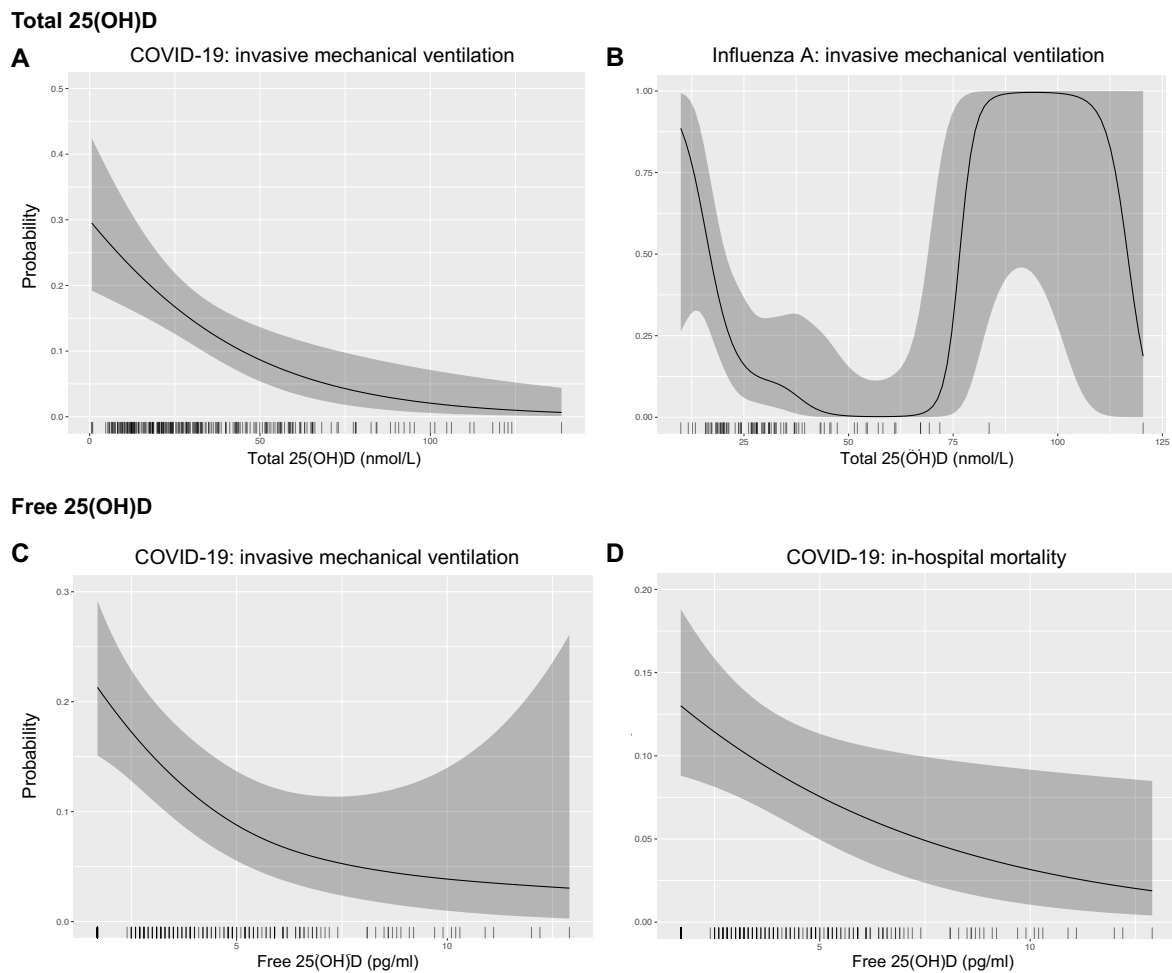 Total 25(OH)D
A
COVID-19: invasive mechanical ventilation
0.5
0.4
0.3
0.2
0.1
0.0
Probability
0
50
100
Total 25(OH)D (nmol/L)
B
Influenza A: invasive mechanical ventilation
1.00
0.75
0.50
0.25
0.00
25
50
75
100
125
Total 25(OH)D (nmol/L)
Free 25(OH)D
C
COVID-19: invasive mechanical ventilation
0.3
0.2
0.1
0.0
Probability
5
10
Free 25(OH)D (pg/ml)
D
COVID-19: in-hospital mortality
0.20
0.15
0.10
0.05
0.00
5
10
Free 25(OH)D (pg/ml)